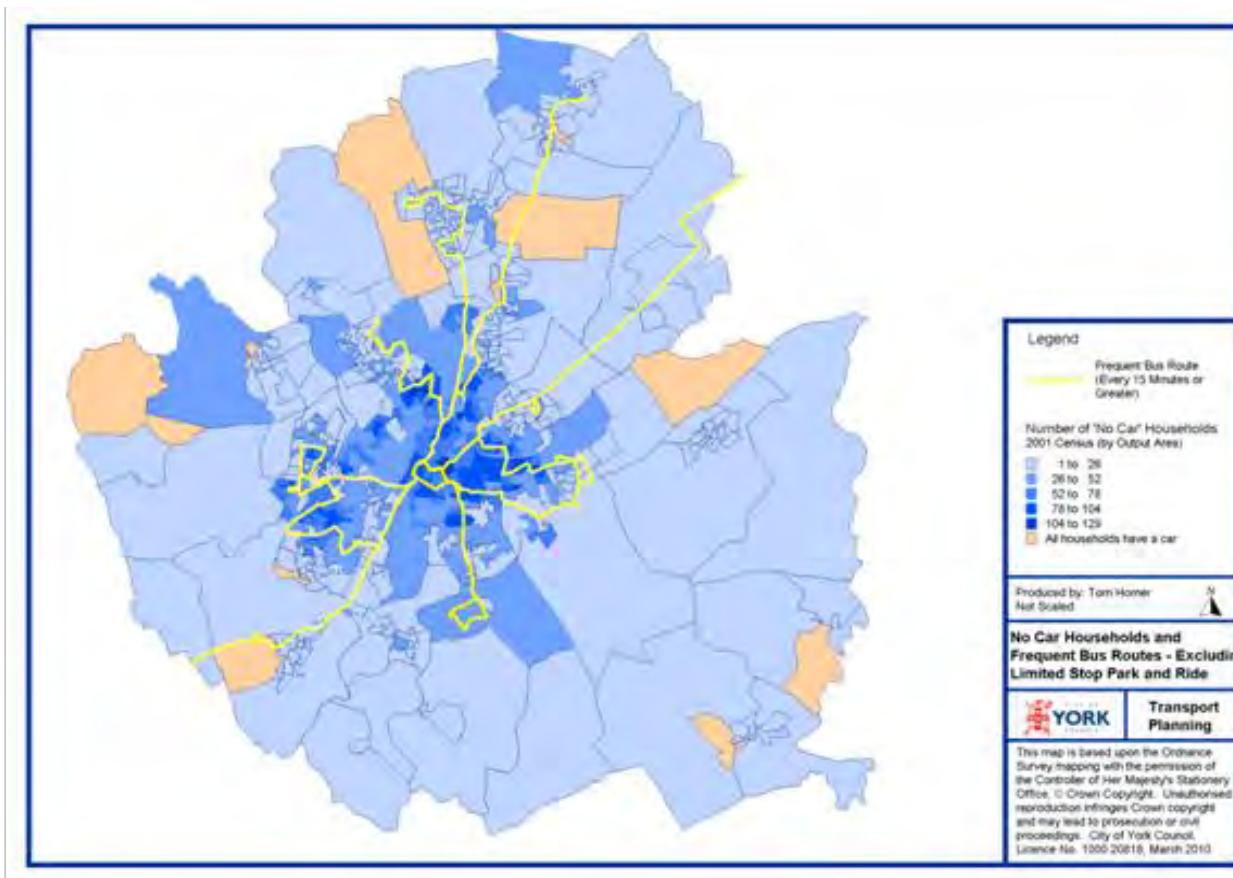 Legend
Frequent Bus Route
(Every 15 Minutes or
Greater)
Number of 'No Car' Households
2001 Census (by Output Area)
1 to 26
26 to 52
52 to 78
78 to 104
104 to 129
All households have a car
Produced by: Tom Horner
Not Scaled
N
No Car Households and
Frequent Bus Routes - Excludin
Limited Stop Park and Ride
CITY OF
YORK
COUNCIL
Transport
Planning
This map is based upon the Ordnance
Survey mapping with the permission of
the Controller of Her Majesty's Stationery
Office. © Crown Copyright. Unauthorised
reproduction infringes Crown copyright
and may lead to prosecution or civil
proceedings. City of York Council,
Licence No. 1000 20818, March 2010